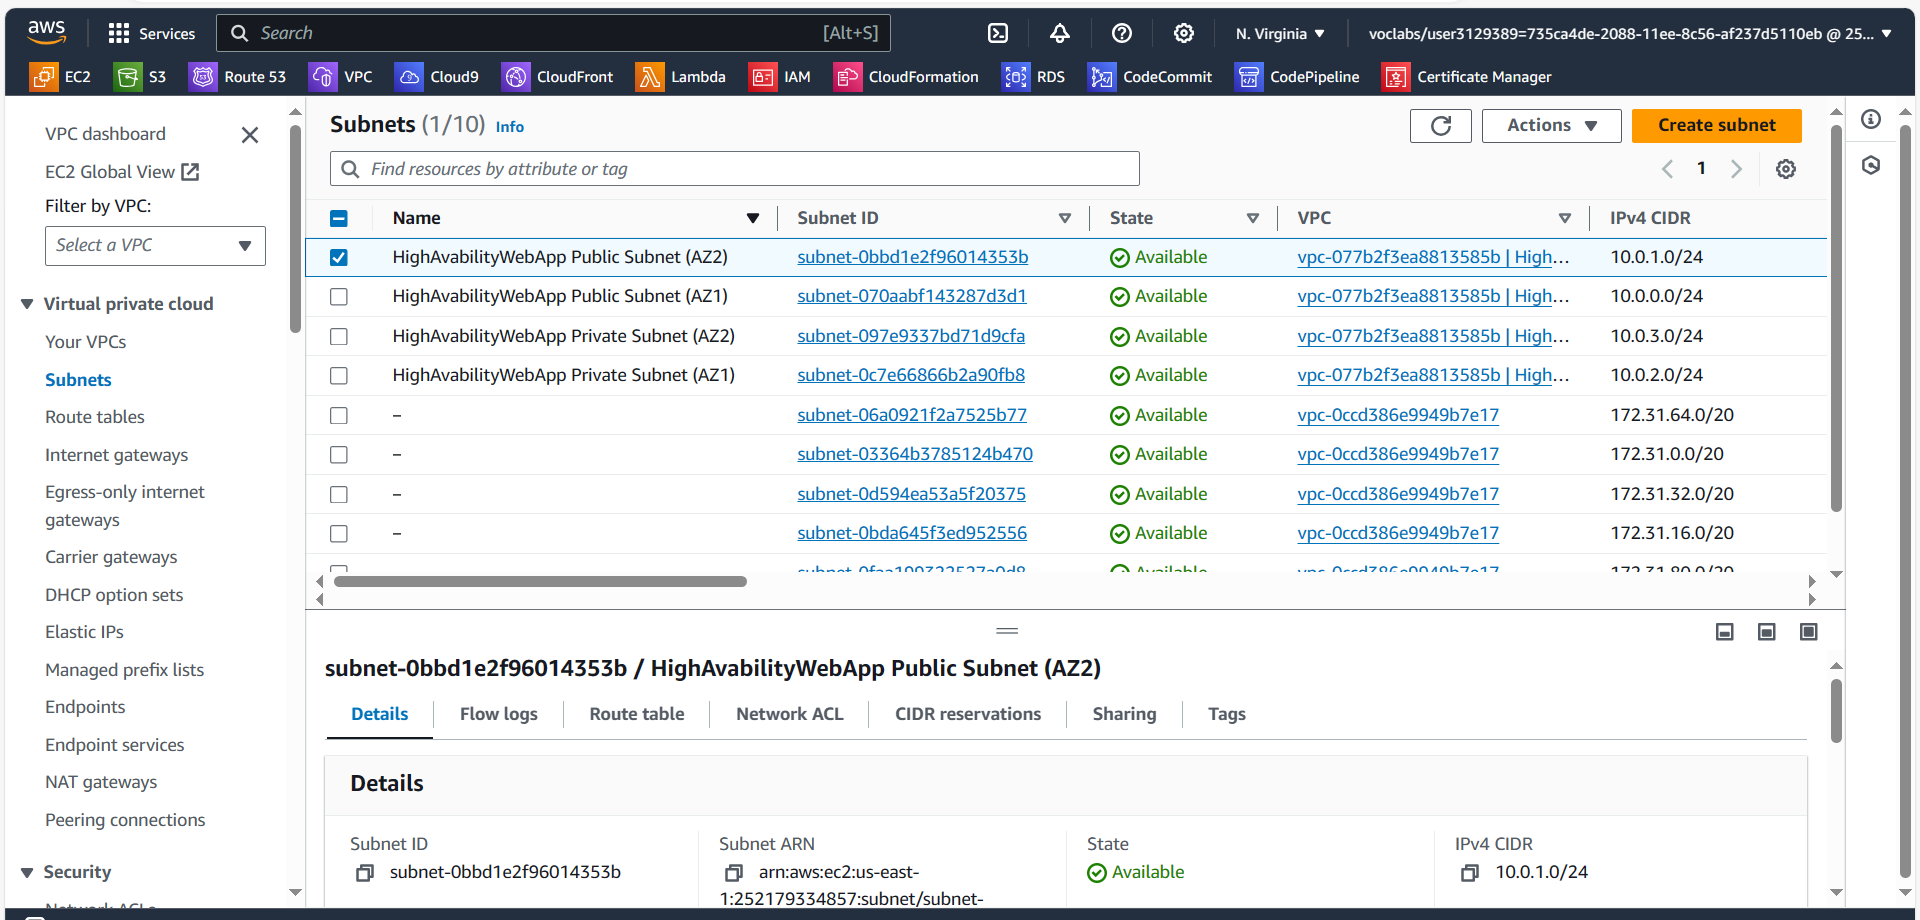 aws
Services
Search
[Alt+S]
N. Virginia
voclabs/user3129389=735ca4de-2088-11ee-8c56-af237d5110eb @ 25...
EC2
S3
Route 53
VPC
Cloud9
CloudFront
Lambda
IAM
CloudFormation
RDS
CodeCommit
CodePipeline
Certificate Manager
VPC dashboard
EC2 Global View
Filter by VPC:
Select a VPC
Virtual private cloud
Your VPCs
Subnets
Route tables
Internet gateways
Egress-only internet
gateways
Carrier gateways
DHCP option sets
Elastic IPs
Managed prefix lists
Endpoints
Endpoint services
NAT gateways
Peering connections
Security
Network ACLs
Subnets (1/10) Info
Actions
Create subnet
Find resources by attribute or tag
1
Name Subnet ID State VPC IPv4 CIDR
HighAvabilityWebApp Public Subnet (AZ2) subnet-0bbd1e2f96014353b Available vpc-077b2f3ea8813585b | High... 10.0.1.0/24
HighAvabilityWebApp Public Subnet (AZ1) subnet-070aabf143287d3d1 Available vpc-077b2f3ea8813585b | High... 10.0.0.0/24
HighAvabilityWebApp Private Subnet (AZ2) subnet-097e9337bd71d9cfa Available vpc-077b2f3ea8813585b | High... 10.0.3.0/24
HighAvabilityWebApp Private Subnet (AZ1) subnet-0c7e66866b2a90fb8 Available vpc-077b2f3ea8813585b | High... 10.0.2.0/24
– subnet-06a0921f2a7525b77 Available vpc-0ccd386e9949b7e17 172.31.64.0/20
– subnet-03364b3785124b470 Available vpc-0ccd386e9949b7e17 172.31.0.0/20
– subnet-0d594ea53a5f20375 Available vpc-0ccd386e9949b7e17 172.31.32.0/20
– subnet-0bda645f3ed952556 Available vpc-0ccd386e9949b7e17 172.31.16.0/20
Available vpc-0ccd386e9949b7e17 172.31.80.0/20
subnet-0bbd1e2f96014353b / HighAvabilityWebApp Public Subnet (AZ2)
Details
Flow logs
Route table
Network ACL
CIDR reservations
Sharing
Tags
Details
Subnet ID
subnet-0bbd1e2f96014353b
Subnet ARN
arn:aws:ec2:us-east-
1:252179334857:subnet/subnet-
State
Available
IPv4 CIDR
10.0.1.0/24